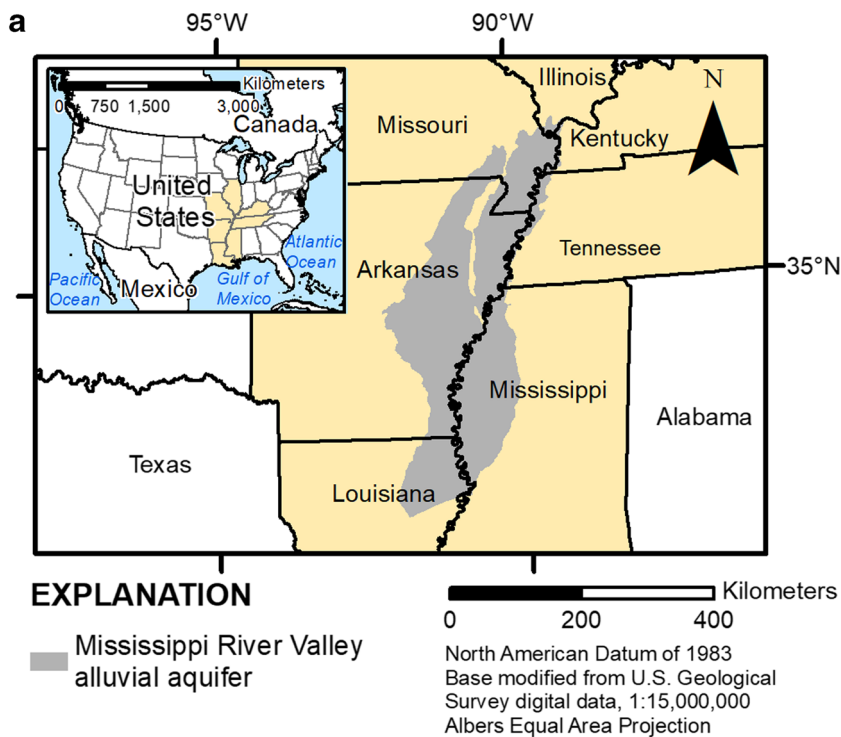 a
95°W
90°W
Kilometers
0 750 1,500 3,000
Canada
United
States
Atlantic
Ocean
Pacific
Ocean
Mexico
Gulf of
Mexico
Illinois
N
Missouri
Kentucky
Tennessee
Arkansas
35°N
Mississippi
Alabama
Texas
Louisiana
EXPLANATION
Mississippi River Valley
alluvial aquifer
Kilometers
0 200 400
North American Datum of 1983
Base modified from U.S. Geological
Survey digital data, 1:15,000,000
Albers Equal Area Projection